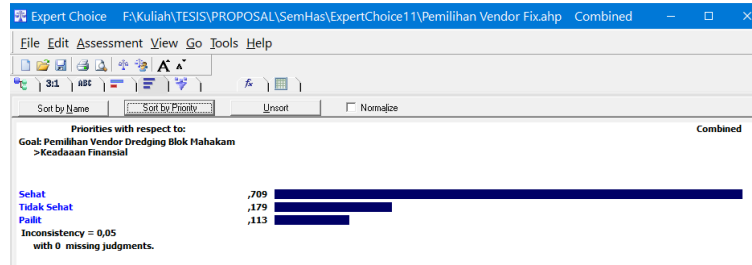 Expert Choice F:\Kuliah\TESIS\PROPOSAL\SemHas\ExpertChoice11\Pemilihan Vendor Fix.ahp Combined
File Edit Assessment View Go Tools Help
A A
3:1 ABC fx
Sort by Name Sort by Priority Unsort Normalize
Priorities with respect to: Combined
Goal: Pemilihan Vendor Dredging Blok Mahakam
>Keadaaan Finansial
Sehat ,709
Tidak Sehat ,179
Pailit ,113
Inconsistency = 0,05
with 0 missing judgments.